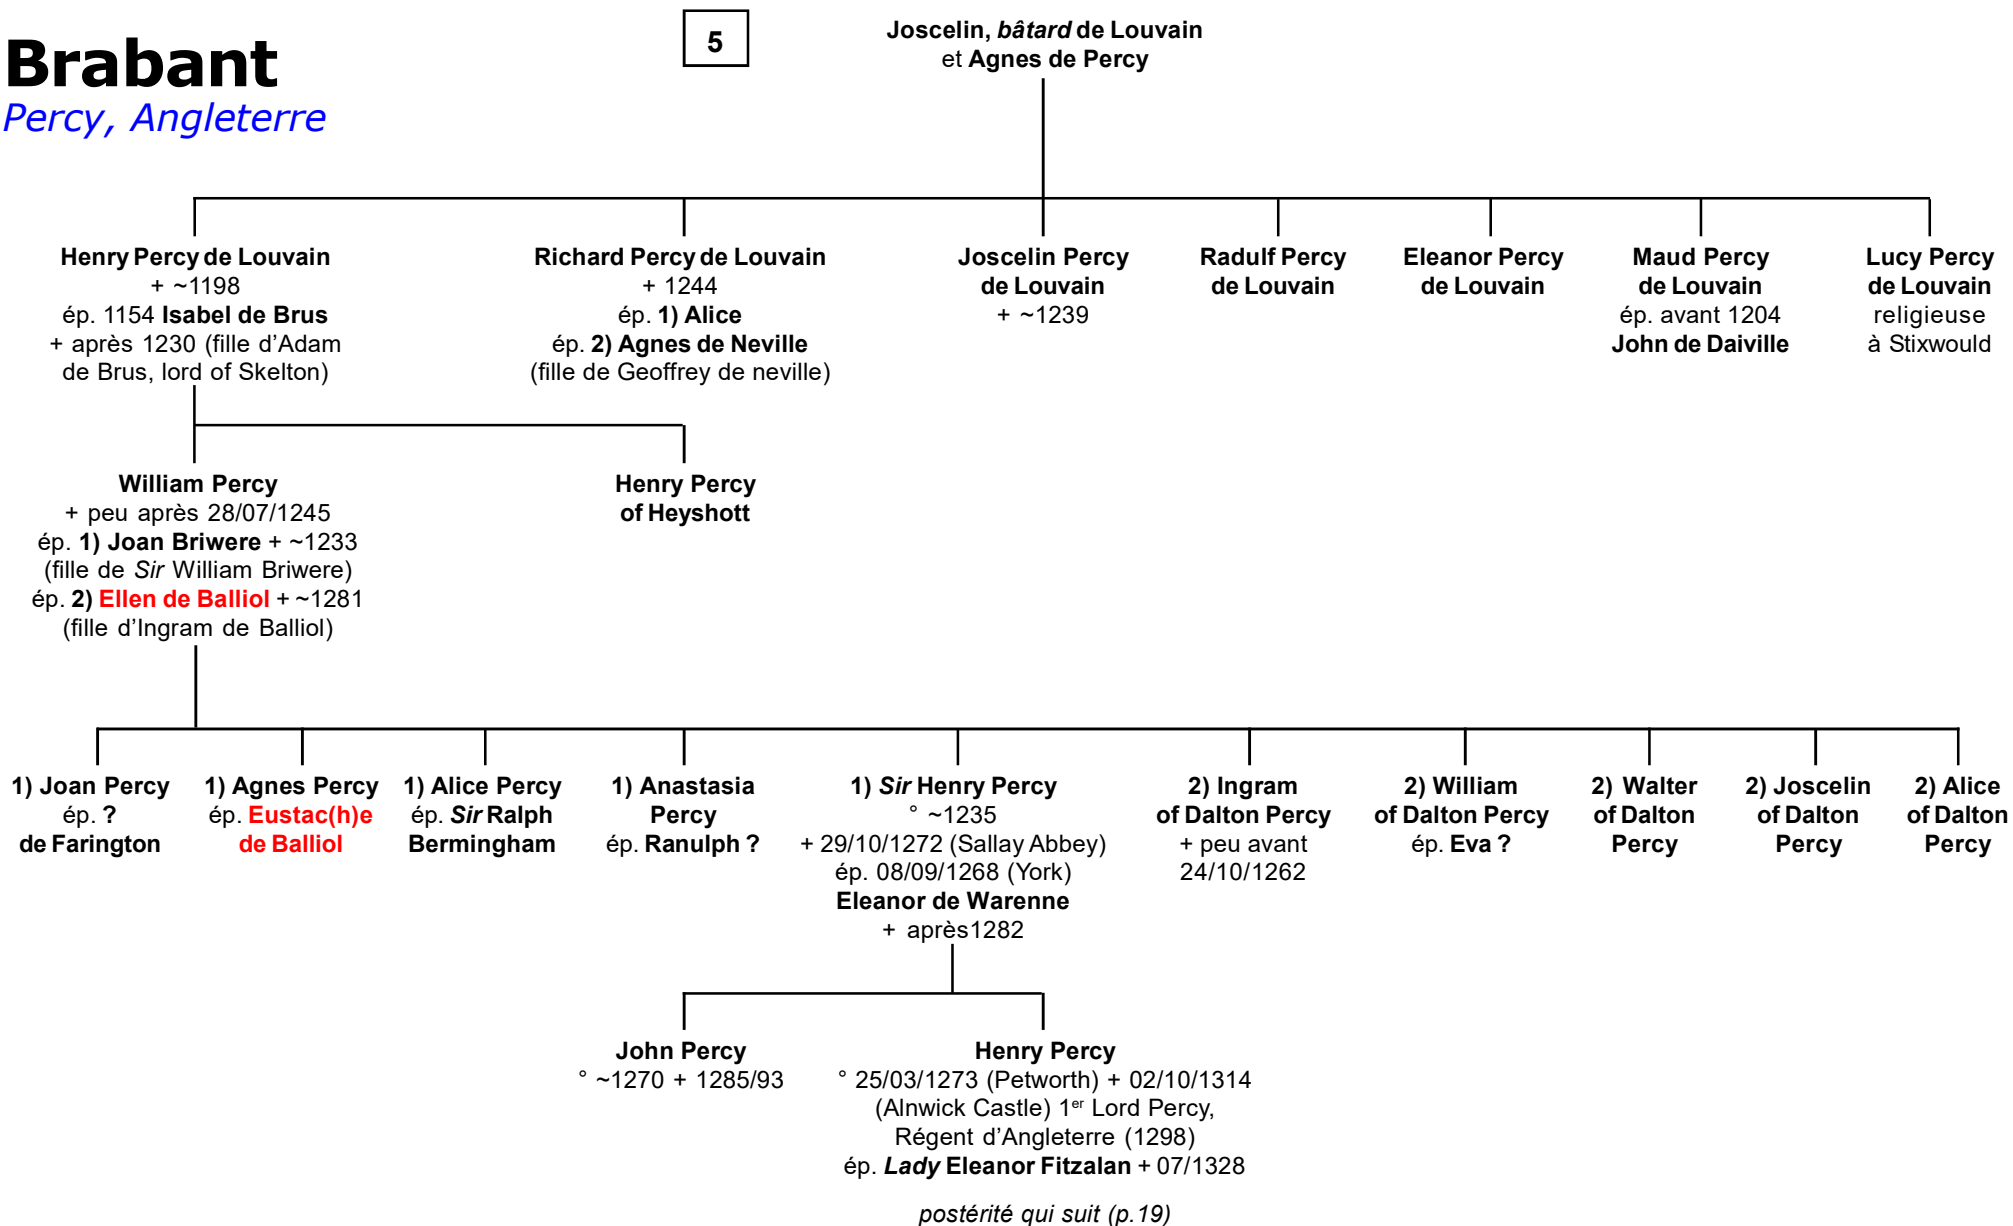 Brabant
Percy, Angleterre
5
Joscelin, bâtard de Louvain
et Agnes de Percy
Henry Percy de Louvain
+ ~1198
ép. 1154 Isabel de Brus
+ après 1230 (fille d’Adam
de Brus, lord of Skelton)
Richard Percy de Louvain
+ 1244
ép. 1) Alice
ép. 2) Agnes de Neville
(fille de Geoffrey de neville)
Joscelin Percy
de Louvain
+ ~1239
Radulf Percy
de Louvain
Eleanor Percy
de Louvain
Maud Percy
de Louvain
ép. avant 1204
John de Daiville
Lucy Percy
de Louvain
religieuse
à Stixwould
William Percy
+ peu après 28/07/1245
ép. 1) Joan Briwere + ~1233
(fille de Sir William Briwere)
ép. 2) Ellen de Balliol + ~1281
(fille d’Ingram de Balliol)
Henry Percy
of Heyshott
1) Joan Percy
ép. ?
de Farington
1) Agnes Percy
ép. Eustac(h)e
de Balliol
1) Alice Percy
ép. Sir Ralph
Bermingham
1) Anastasia
Percy
ép. Ranulph ?
1) Sir Henry Percy
° ~1235
+ 29/10/1272 (Sallay Abbey)
ép. 08/09/1268 (York)
Eleanor de Warenne
+ après1282
2) Ingram
of Dalton Percy
+ peu avant
24/10/1262
2) William
of Dalton Percy
ép. Eva ?
2) Walter
of Dalton
Percy
2) Joscelin
of Dalton
Percy
2) Alice
of Dalton
Percy
John Percy
° ~1270 + 1285/93
Henry Percy
° 25/03/1273 (Petworth) + 02/10/1314
(Alnwick Castle) 1er Lord Percy,
Régent d’Angleterre (1298)
ép. Lady Eleanor Fitzalan + 07/1328
postérité qui suit (p.19)